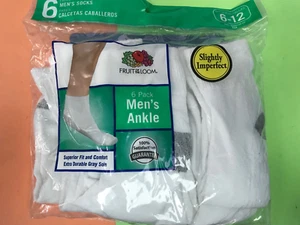 6
MEN'S SOCKS
CALCETAS CABALLEROS
6-12
FRUIT OF THE LOOM
Slightly
Imperfect
6 Pack
Men's
Ankle
Superior Fit and Comfort
Extra Durable Gray Sole
100%
Satisfaction
GUARANTEE